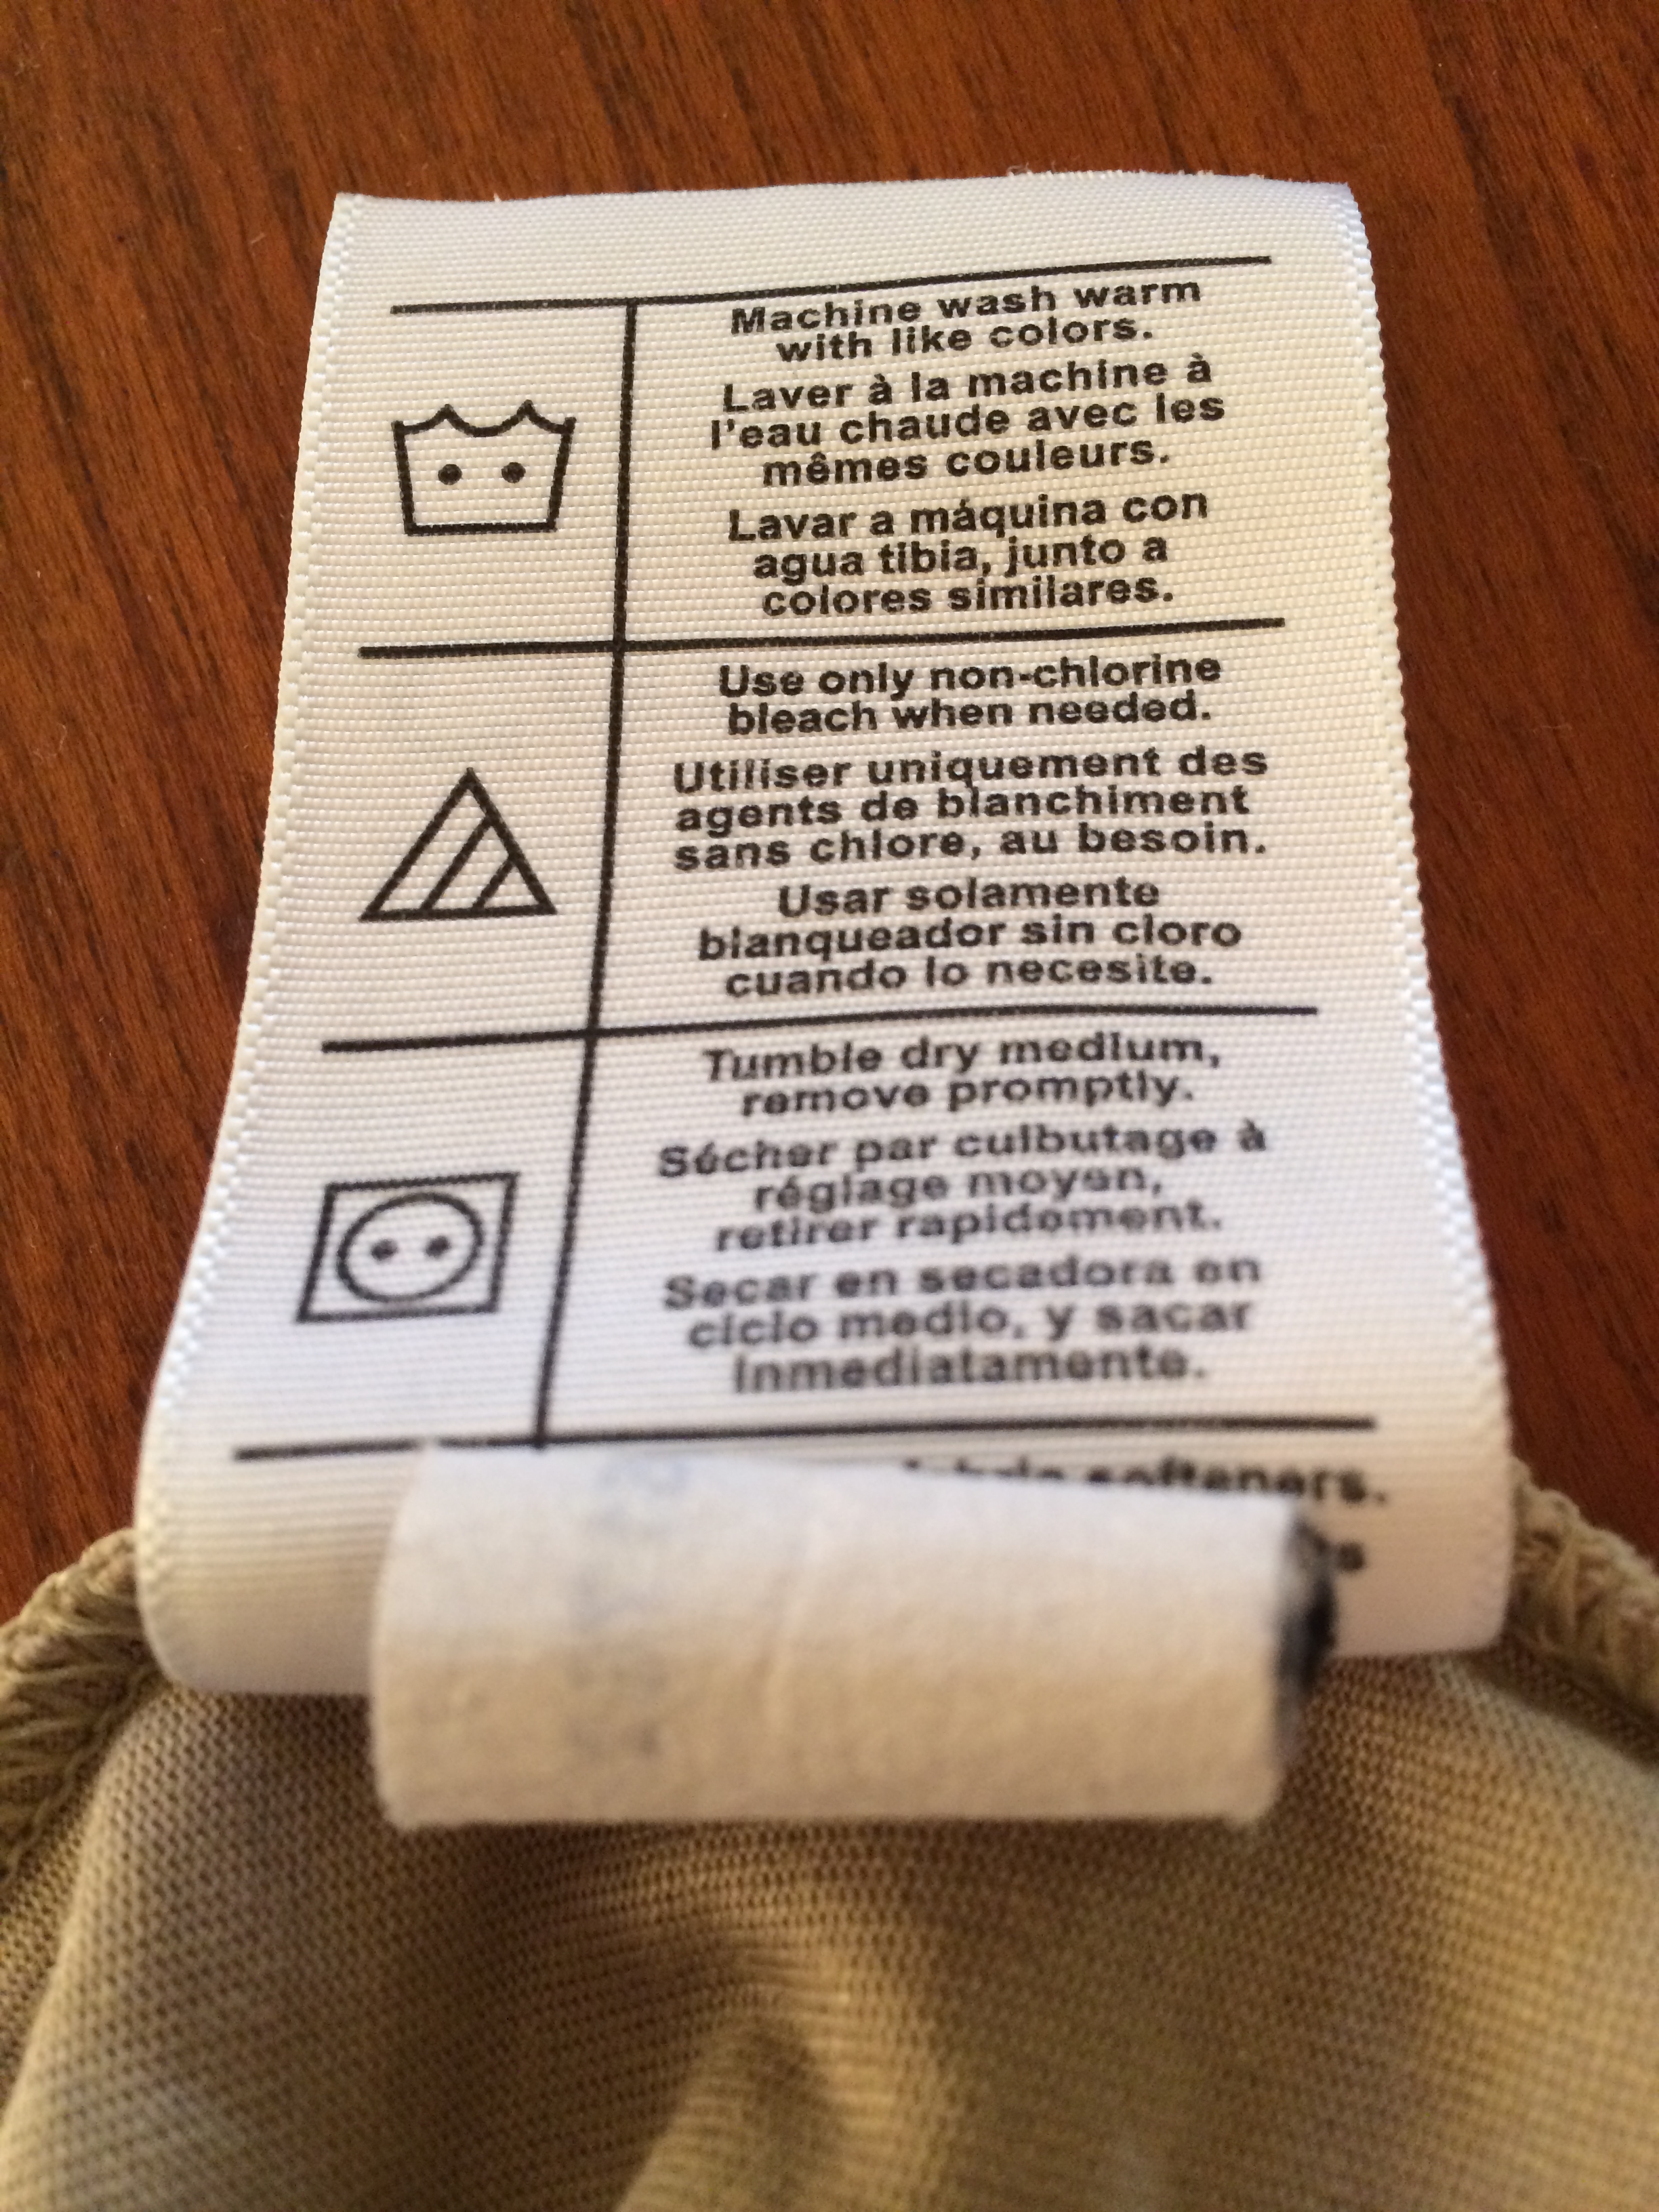 Machine wash warm
with like colors.
Laver à la machine à
l'eau chaude avec les
mêmes couleurs.
Lavar a máquina con
agua tibia, junto a
colores similares.
Use only non-chlorine
bleach when needed.
Utiliser uniquement des
agents de blanchiment
sans chlore, au besoin.
Usar solamente
blanqueador sin cloro
cuando lo necesite.
Tumble dry medium,
remove promptly.
Sécher par culbutage à
réglage moyen,
retirer rapidement.
Secar en secadora en
ciclo medio, y sacar
inmediatamente.
fabric softeners.